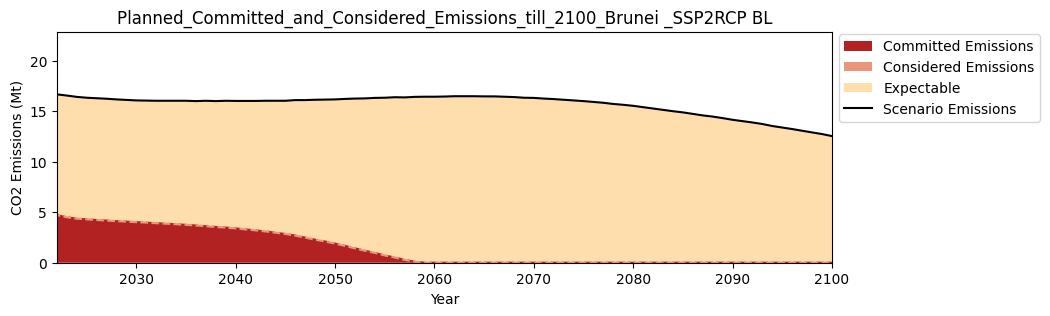 Planned_Committed_and_Considered_Emissions_till_2100_Brunei _SSP2RCP BL
CO2 Emissions (Mt)
20
15
10
5
0
2030 2040 2050 2060 2070 2080 2090 2100
Year
Committed Emissions
Considered Emissions
Expectable
Scenario Emissions